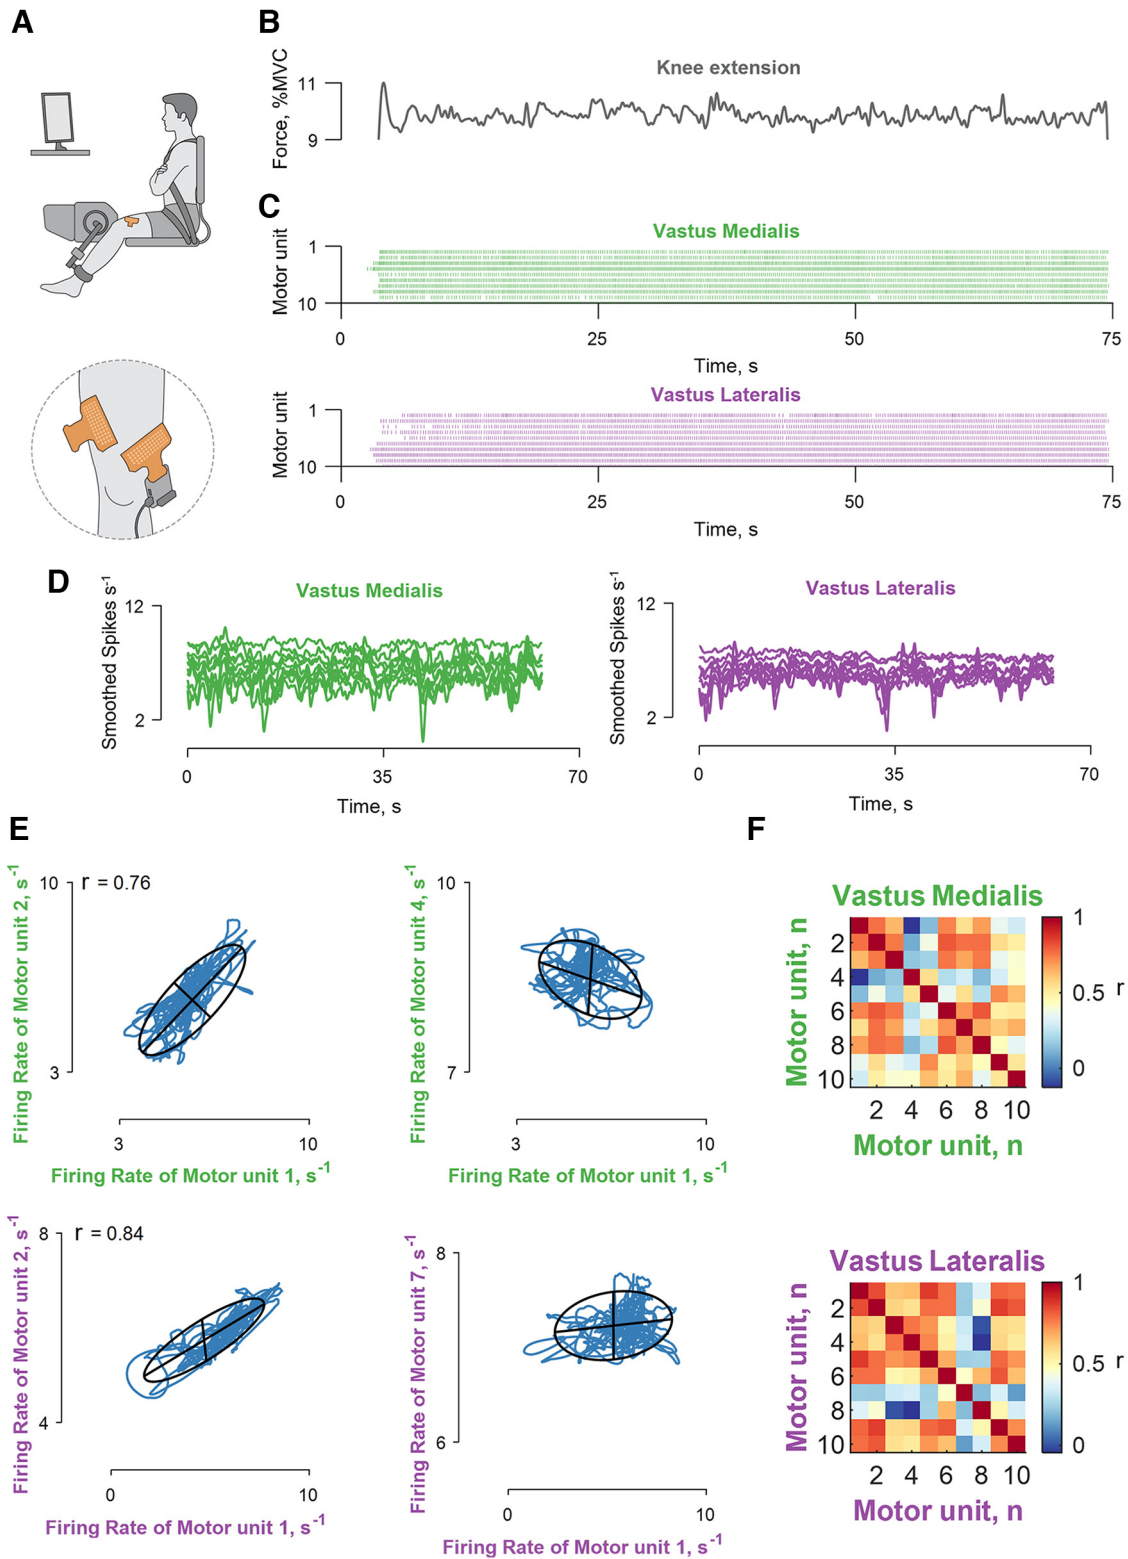 A
B
Knee extension
Force, %MVC
11
9
C
Vastus Medialis
Motor unit
1
10
0
25
50
75
Time, s
Vastus Lateralis
Motor unit
1
10
0
25
50
75
Time, s
D
Vastus Medialis
Smoothed Spikes s-1
12
2
0
35
70
Time, s
Vastus Lateralis
Smoothed Spikes s-1
12
2
0
35
70
Time, s
E
Firing Rate of Motor unit 2, s-1
10
r = 0.76
3
3
10
Firing Rate of Motor unit 1, s-1
Firing Rate of Motor unit 4, s-1
10
7
3
10
Firing Rate of Motor unit 1, s-1
Firing Rate of Motor unit 2, s-1
8
r = 0.84
4
0
10
Firing Rate of Motor unit 1, s-1
Firing Rate of Motor unit 7, s-1
8
6
0
10
Firing Rate of Motor unit 1, s-1
F
Vastus Medialis
Motor unit, n
2
4
6
8
10
2 4 6 8 10
Motor unit, n
1
0.5
0
r
Vastus Lateralis
Motor unit, n
2
4
6
8
10
2 4 6 8 10
Motor unit, n
1
0.5
0
r